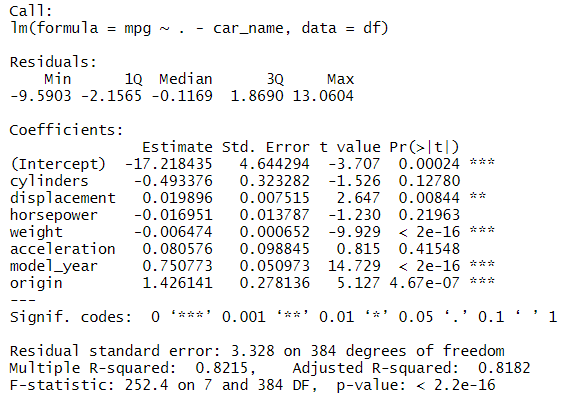 Call:
lm(formula = mpg ~ . - car_name, data = df)

Residuals:
    Min      1Q  Median      3Q     Max
-9.5903 -2.1565 -0.1169  1.8690 13.0604

Coefficients:
               Estimate Std. Error t value Pr(>|t|)
(Intercept)  -17.218435   4.644294  -3.707  0.00024 ***
cylinders     -0.493376   0.323282  -1.526  0.12780
displacement   0.019896   0.007515   2.647  0.00844 **
horsepower    -0.016951   0.013787  -1.230  0.21963
weight        -0.006474   0.000652  -9.929  < 2e-16 ***
acceleration   0.080576   0.098845   0.815  0.41548
model_year     0.750773   0.050973  14.729  < 2e-16 ***
origin         1.426141   0.278136   5.127 4.67e-07 ***
---
Signif. codes:  0 ‘***’ 0.001 ‘**’ 0.01 ‘*’ 0.05 ‘.’ 0.1 ‘ ’ 1

Residual standard error: 3.328 on 384 degrees of freedom
Multiple R-squared:  0.8215,    Adjusted R-squared:  0.8182
F-statistic: 252.4 on 7 and 384 DF,  p-value: < 2.2e-16